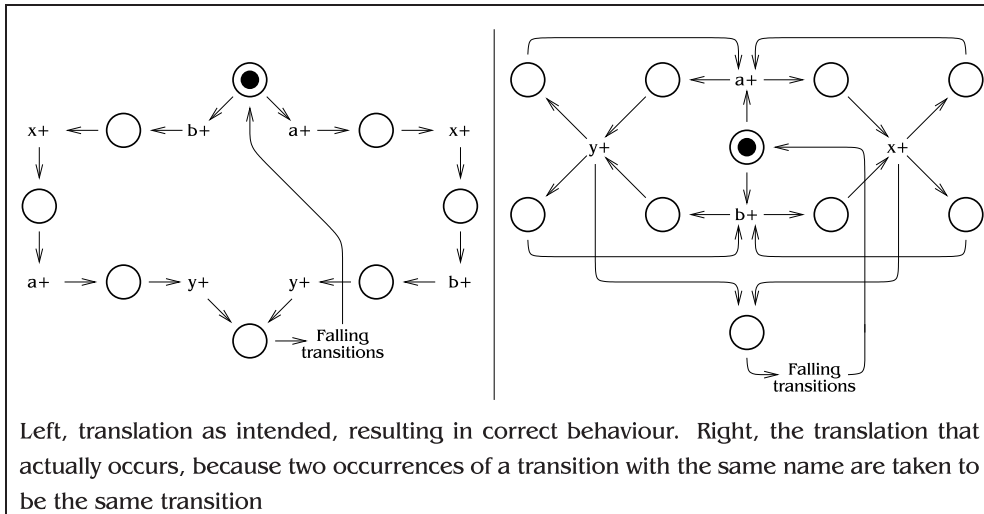 x+ b+ a+ x+
a+ y+ y+ b+
Falling
transitions
a+
y+ x+
b+
Falling
transitions
Left, translation as intended, resulting in correct behaviour. Right, the translation that
actually occurs, because two occurrences of a transition with the same name are taken to
be the same transition